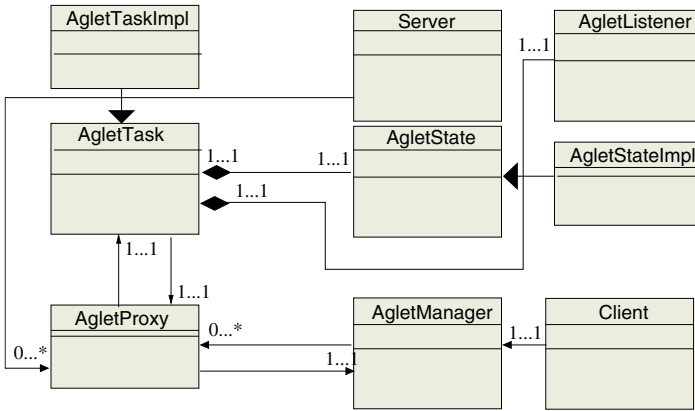 AgletTaskImpl
Server
AgletListener
1...1
AgletTask
AgletState
1...1
1...1
AgletStateImpl
1...1
1...1
1...1
AgletProxy
AgletManager
Client
0...*
0...*
1...1
1...1